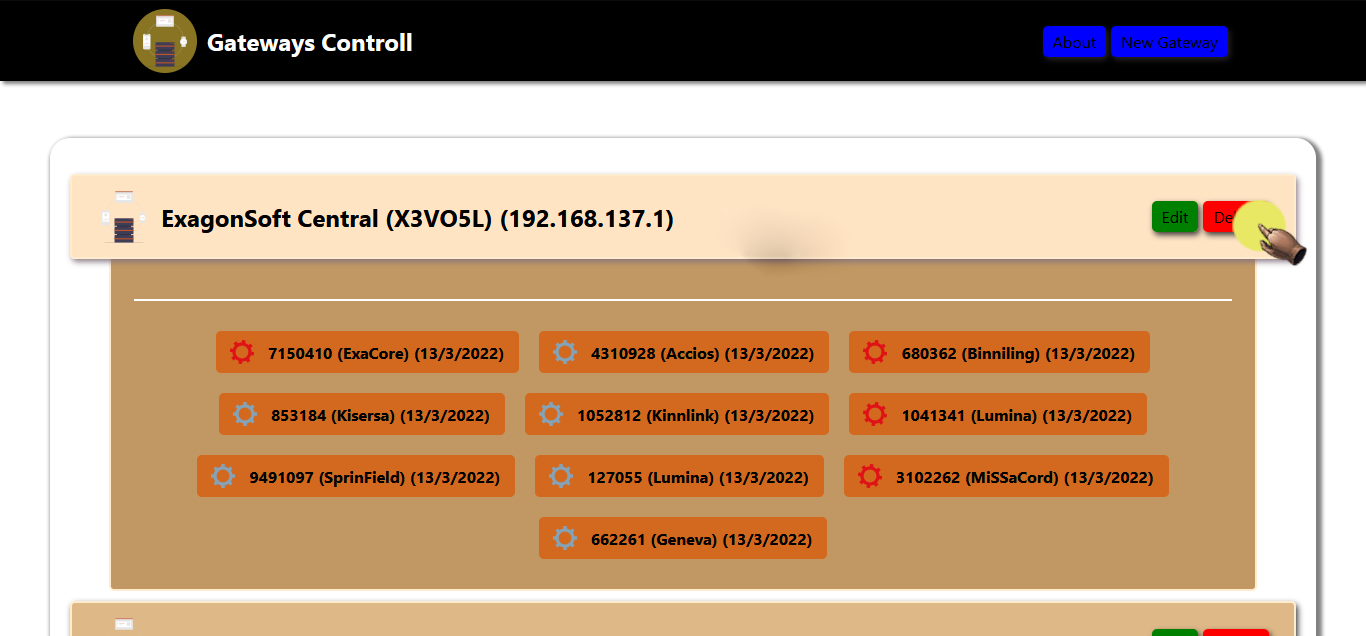 Gateways Controll
About New Gateway
ExagonSoft Central (X3VO5L) (192.168.137.1)
Edit
7150410 (ExaCore) (13/3/2022) 4310928 (Accios) (13/3/2022) 680362 (Binniling) (13/3/2022)
853184 (Kisersa) (13/3/2022) 1052812 (Kinnlink) (13/3/2022) 1041341 (Lumina) (13/3/2022)
9491097 (SprinField) (13/3/2022) 127055 (Lumina) (13/3/2022) 3102262 (MiSSaCord) (13/3/2022)
662261 (Geneva) (13/3/2022)